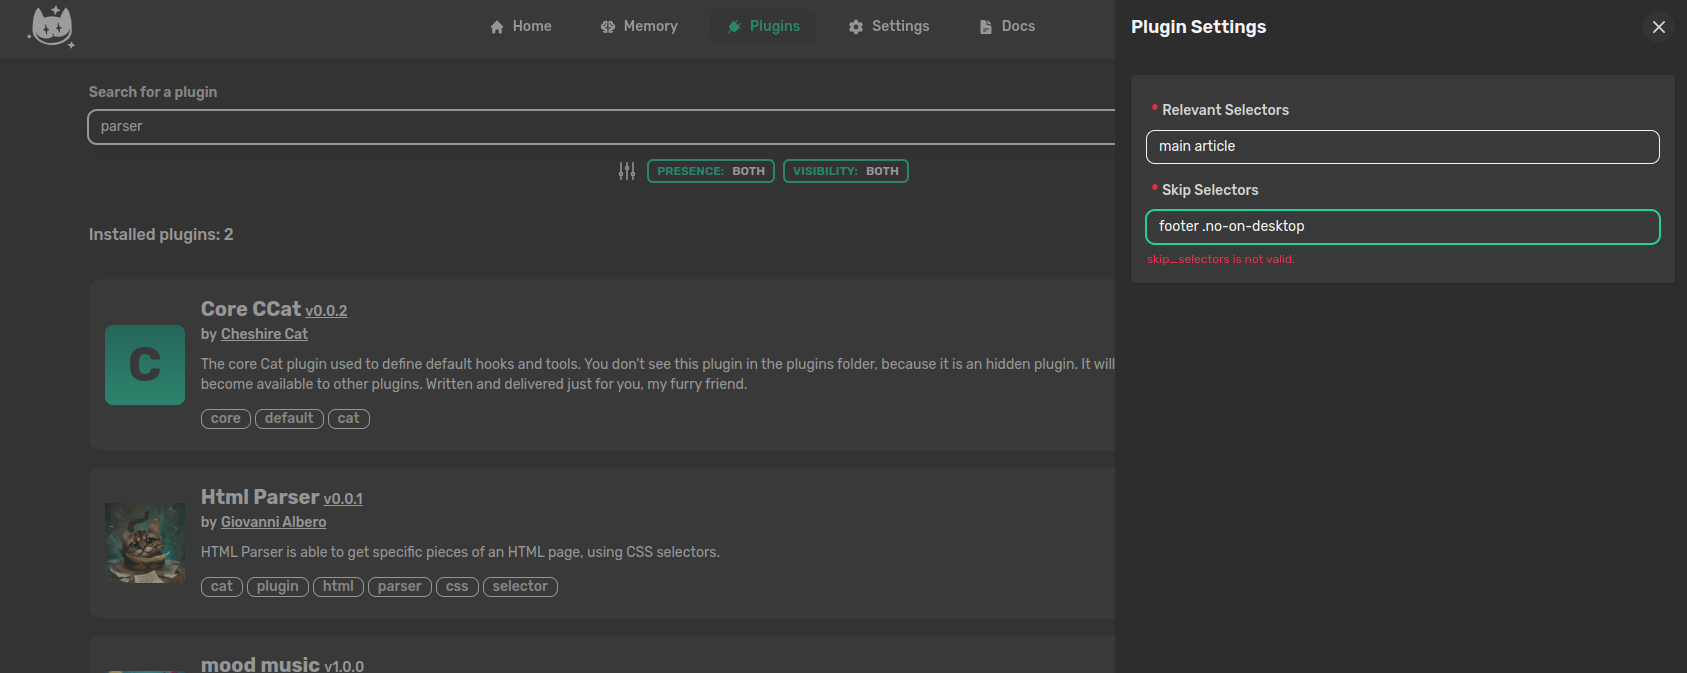 Home Memory Plugins Settings Docs
Search for a plugin
parser
PRESENCE: BOTH VISIBILITY: BOTH
Installed plugins: 2
C
Core CCat v0.0.2
by Cheshire Cat
The core Cat plugin used to define default hooks and tools. You don't see this plugin in the plugins folder, because it is an hidden plugin. It will
become available to other plugins. Written and delivered just for you, my furry friend.
core default cat
Html Parser v0.0.1
by Giovanni Albero
HTML Parser is able to get specific pieces of an HTML page, using CSS selectors.
cat plugin html parser css selector
mood music v1.0.0
Plugin Settings
* Relevant Selectors
main article
* Skip Selectors
footer .no-on-desktop
skip_selectors is not valid.